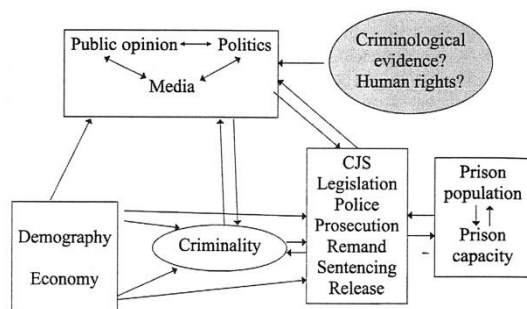 Public opinion Politics
Media
Criminological
evidence?
Human rights?
Demography
Economy
Criminality
CJS
Legislation
Police
Prosecution
Remand
Sentencing
Release
Prison
population
Prison
capacity